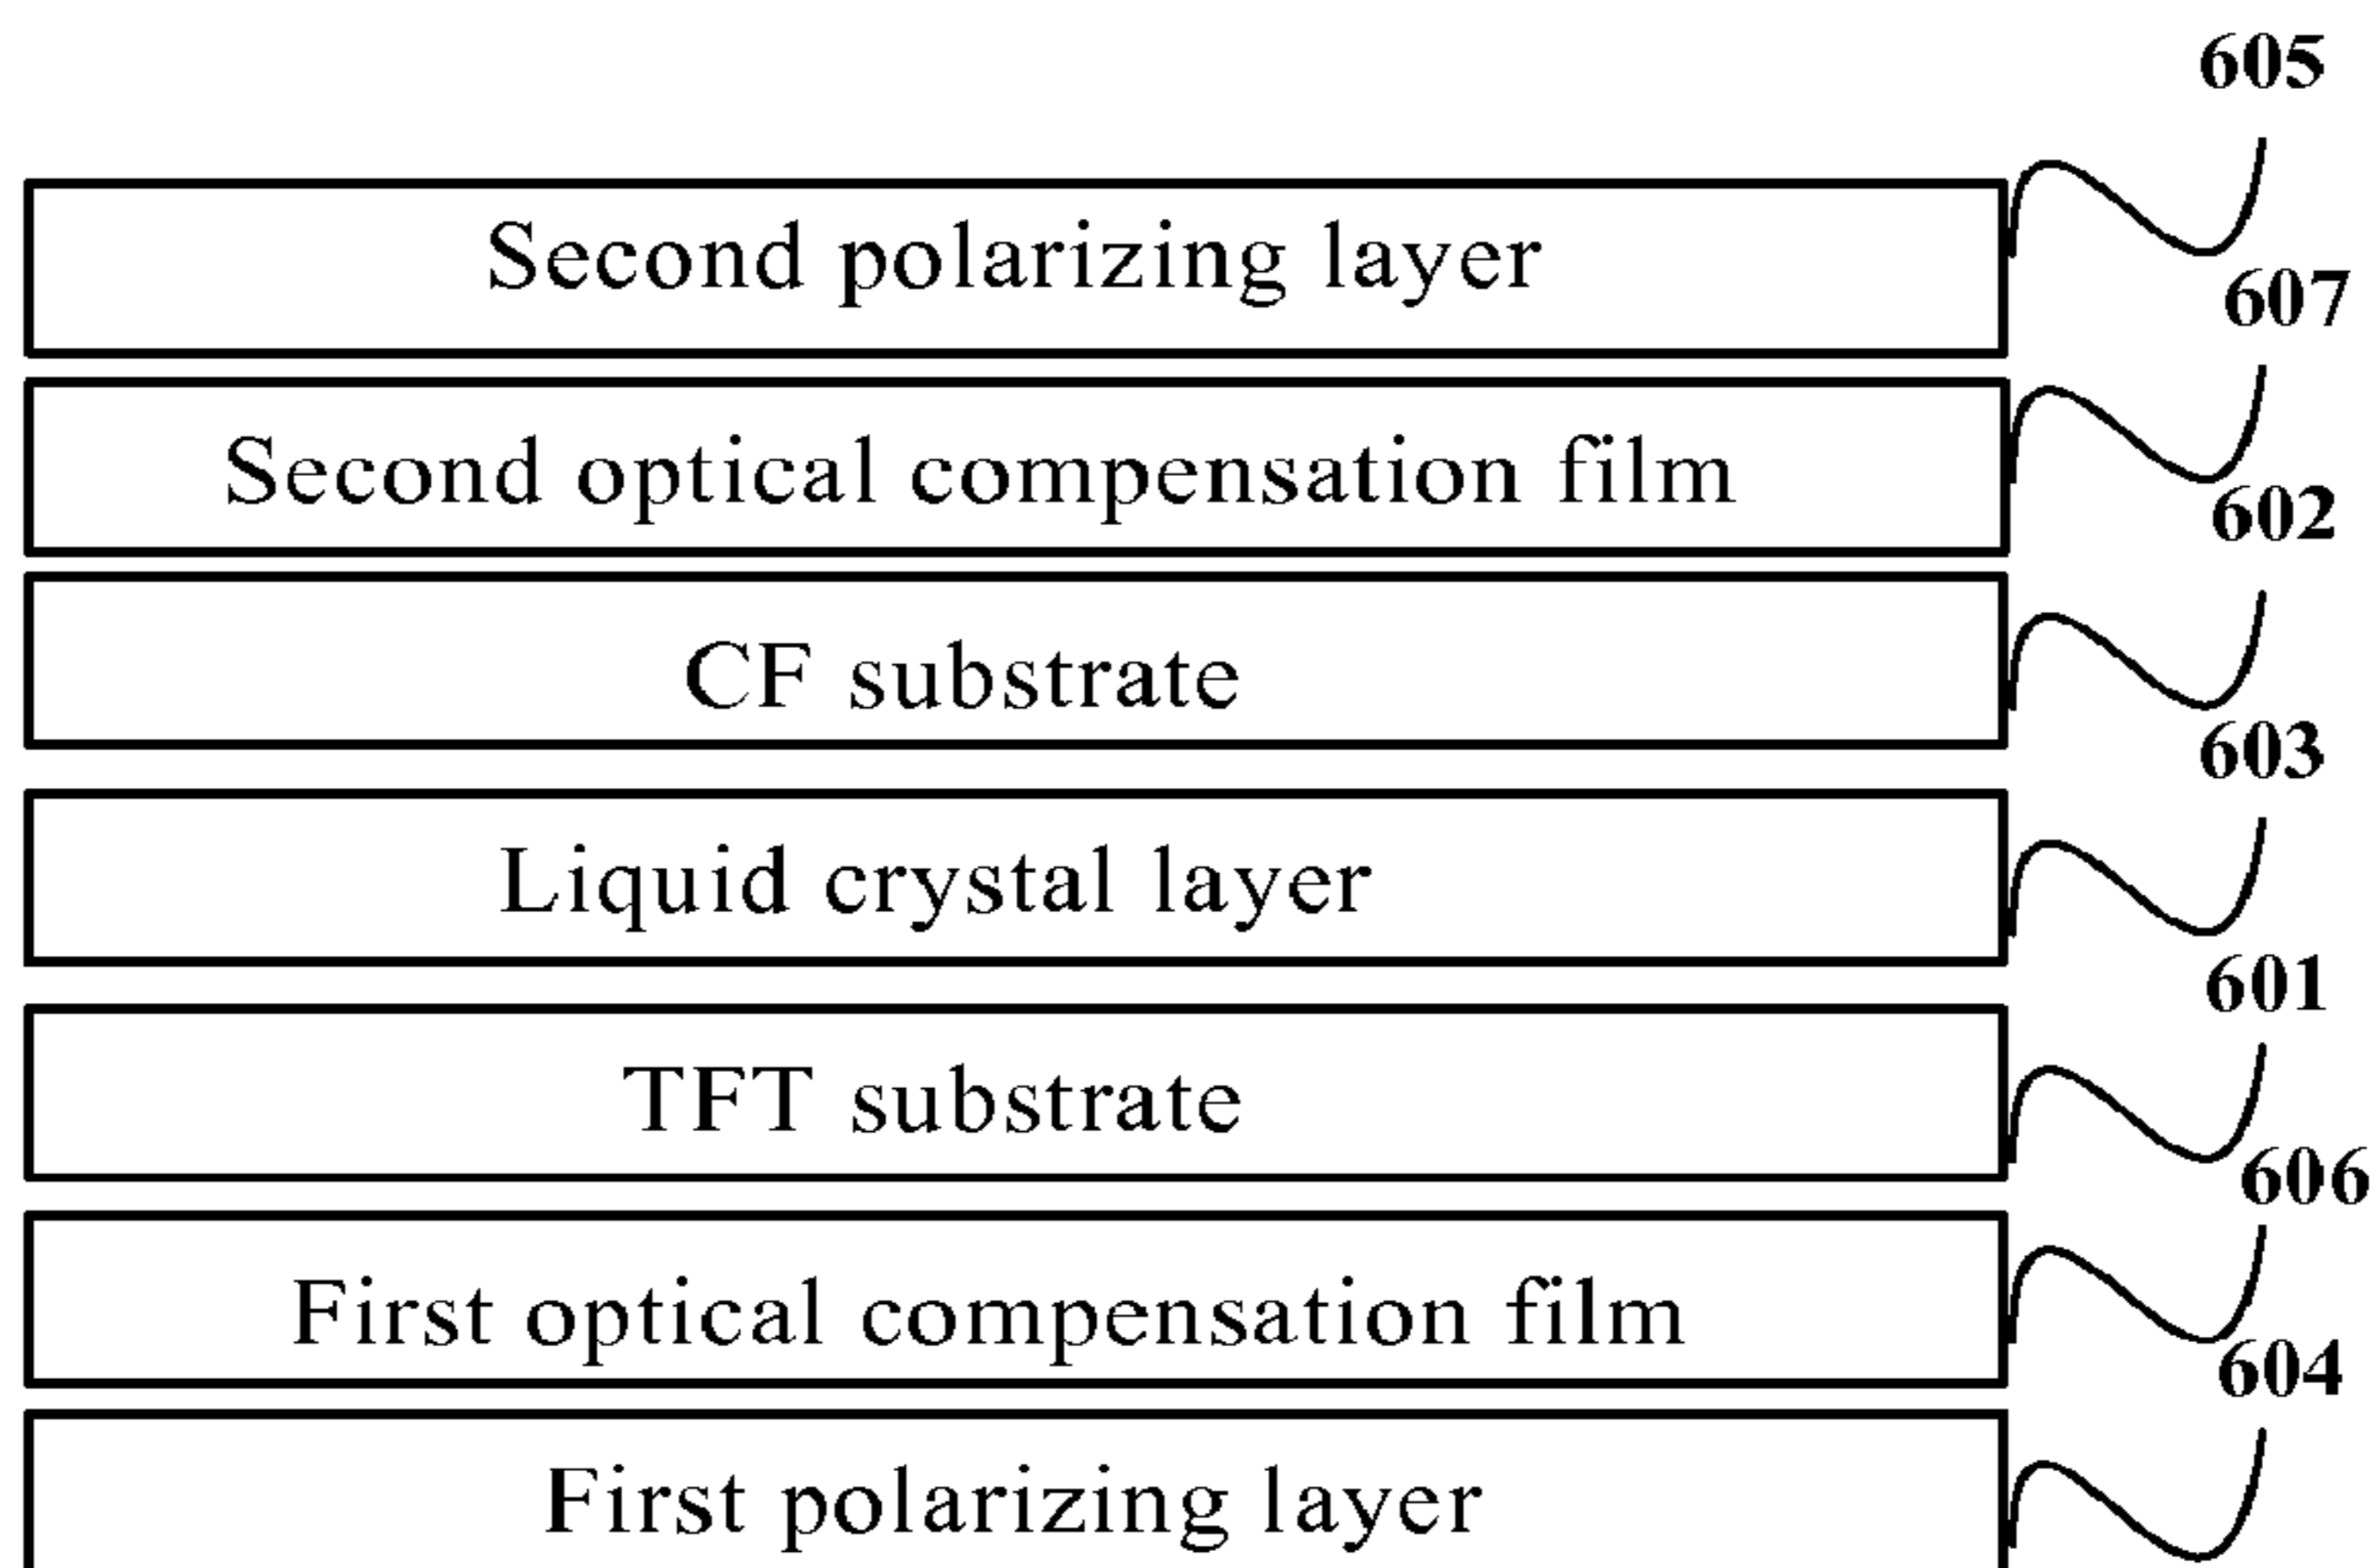 605
Second polarizing layer
607
Second optical compensation film
602
CF substrate
603
Liquid crystal layer
601
TFT substrate
606
First optical compensation film
604
First polarizing layer